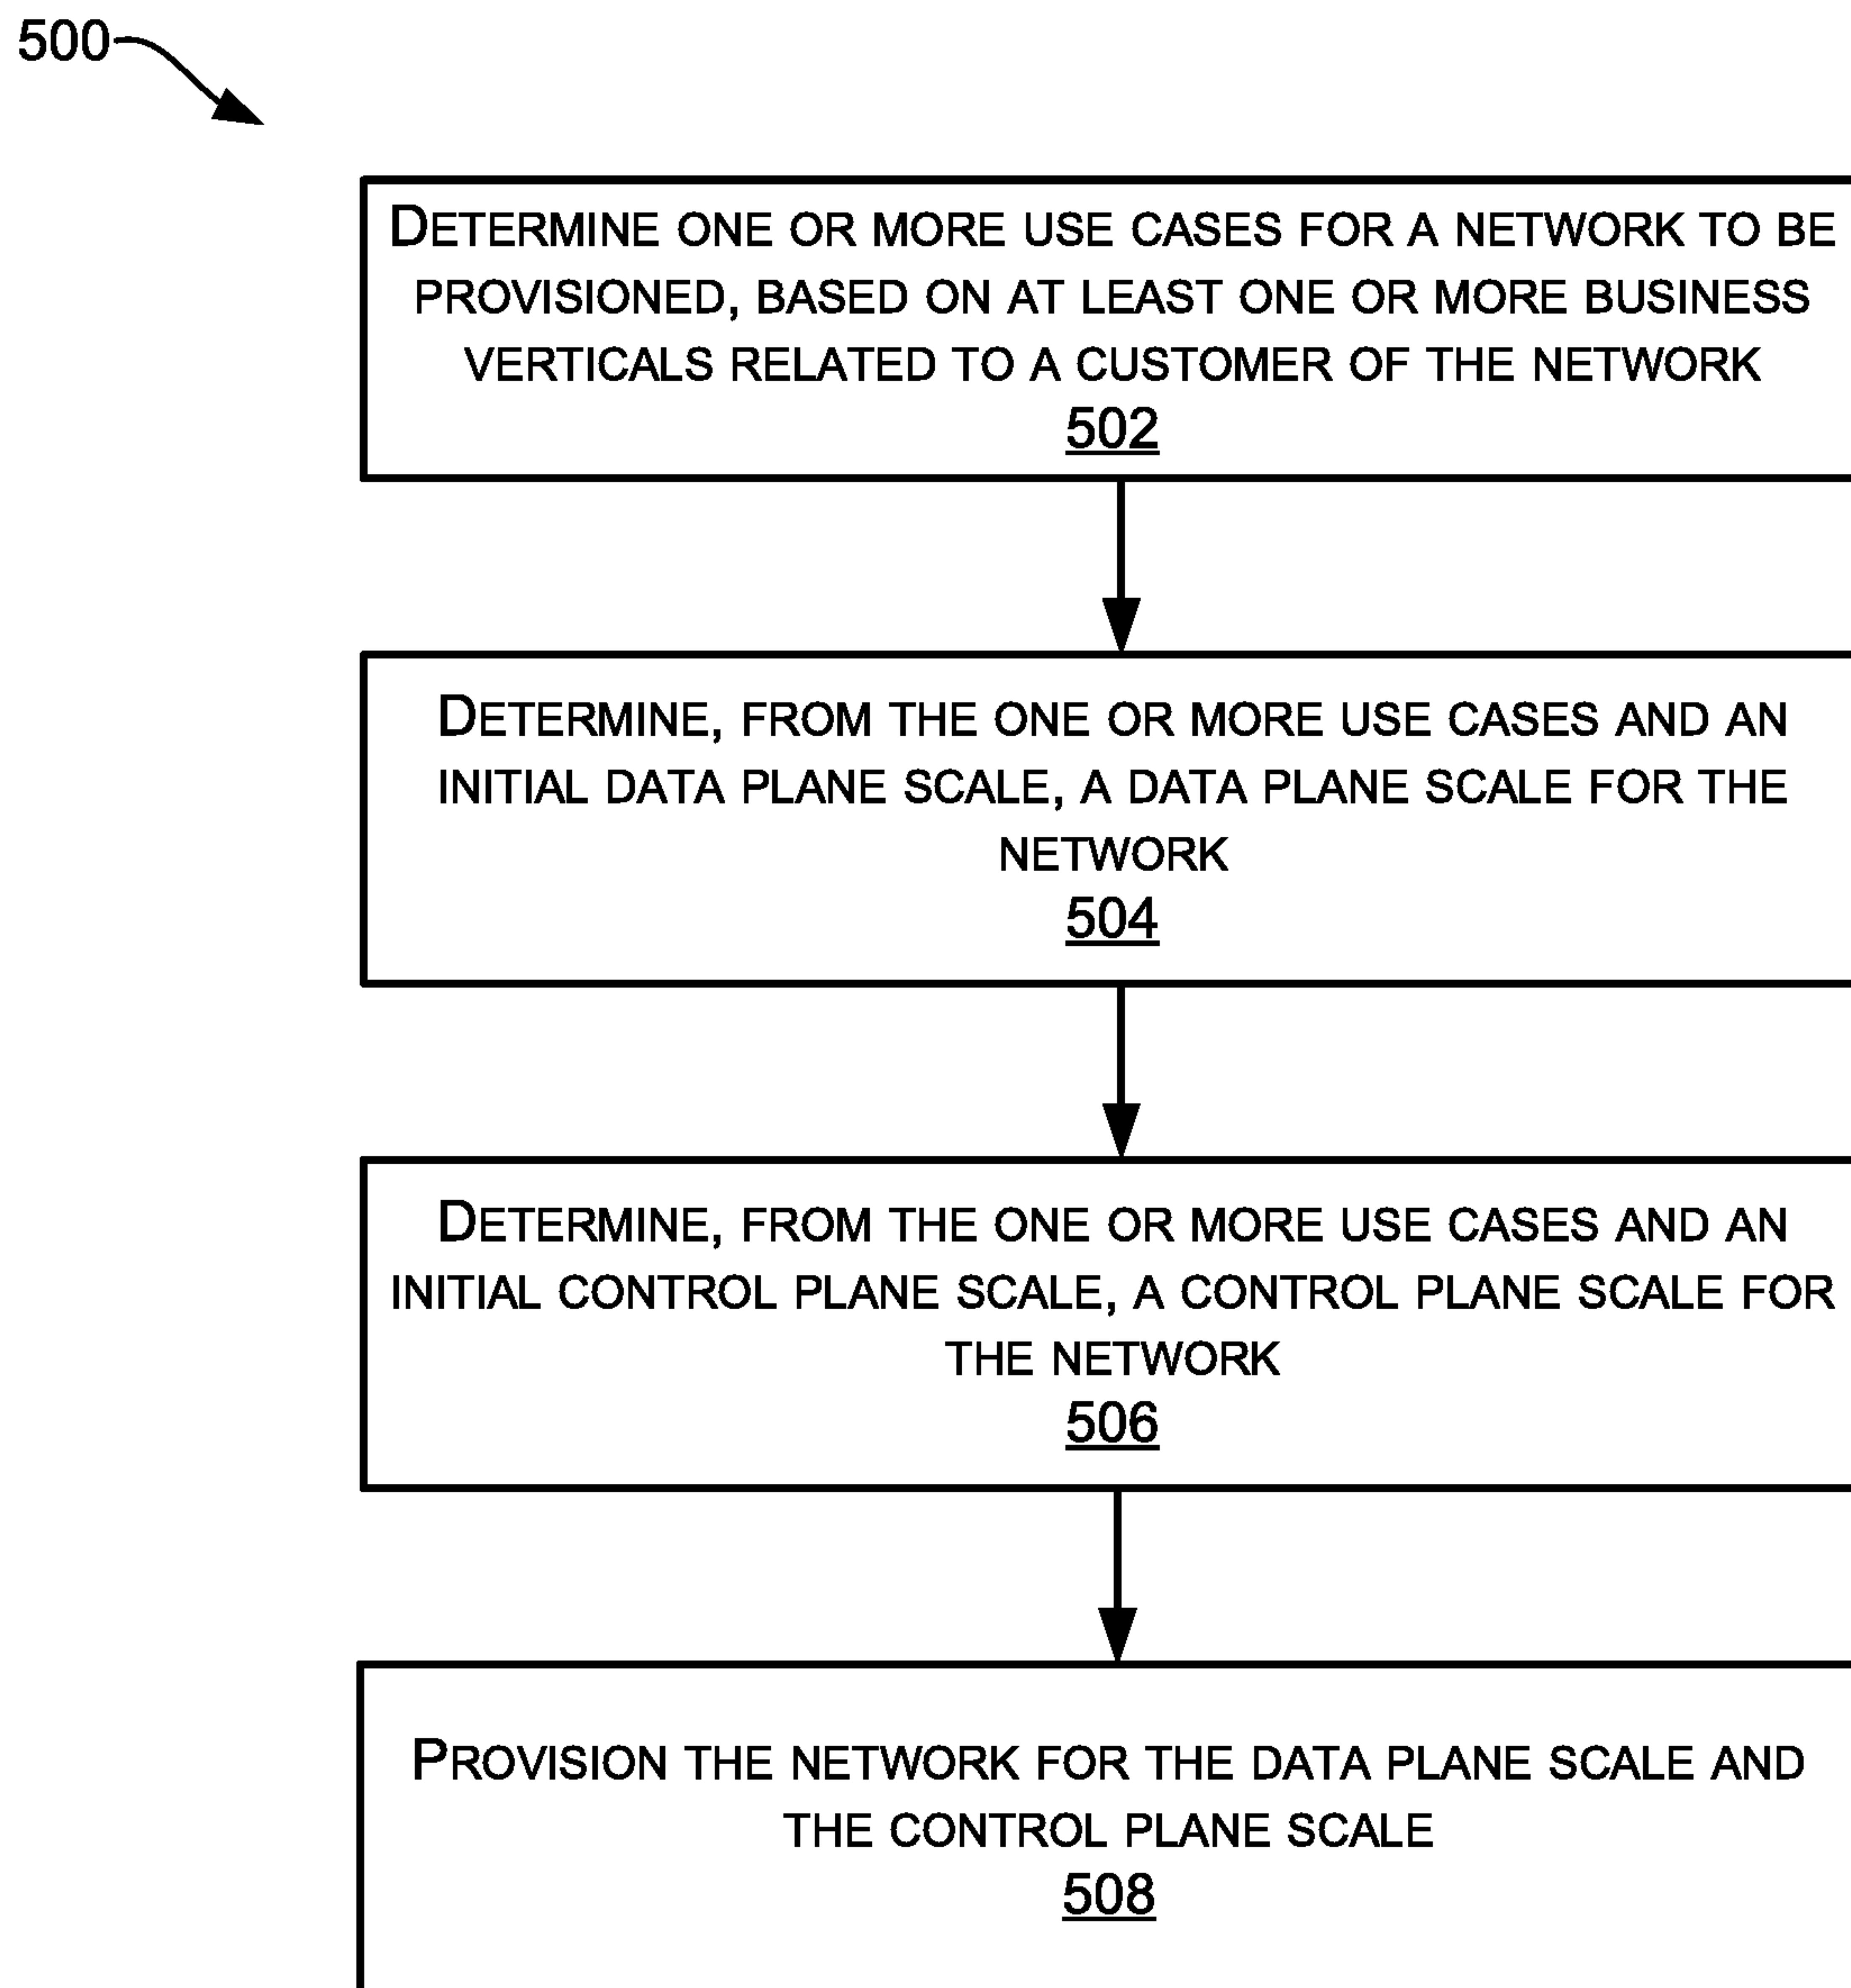 500
DETERMINE ONE OR MORE USE CASES FOR A NETWORK TO BE
PROVISIONED, BASED ON AT LEAST ONE OR MORE BUSINESS
VERTICALS RELATED TO A CUSTOMER OF THE NETWORK
502
DETERMINE, FROM THE ONE OR MORE USE CASES AND AN
INITIAL DATA PLANE SCALE, A DATA PLANE SCALE FOR THE
NETWORK
504
DETERMINE, FROM THE ONE OR MORE USE CASES AND AN
INITIAL CONTROL PLANE SCALE, A CONTROL PLANE SCALE FOR
THE NETWORK
506
PROVISION THE NETWORK FOR THE DATA PLANE SCALE AND
THE CONTROL PLANE SCALE
508